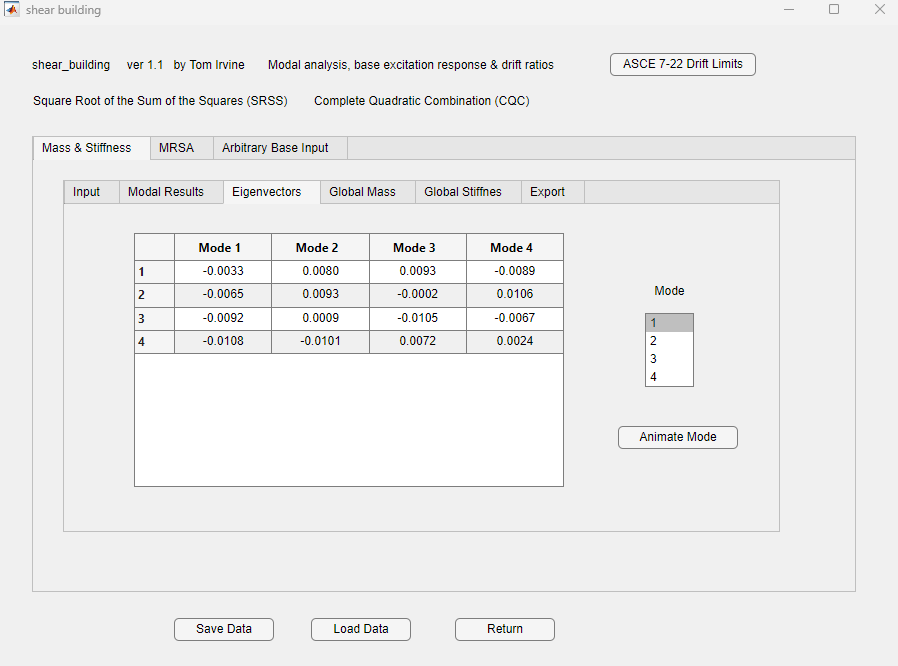 shear building
shear_building ver 1.1 by Tom Irvine Modal analysis, base excitation response & drift ratios ASCE 7-22 Drift Limits
Square Root of the Sum of the Squares (SRSS) Complete Quadratic Combination (CQC)
Mass & Stiffness MRSA Arbitrary Base Input
Input Modal Results Eigenvectors Global Mass Global Stiffnes Export
Mode 1 Mode 2 Mode 3 Mode 4
1 -0.0033 0.0080 0.0093 -0.0089
2 -0.0065 0.0093 -0.0002 0.0106
3 -0.0092 0.0009 -0.0105 -0.0067
4 -0.0108 -0.0101 0.0072 0.0024
Mode
1
2
3
4
Animate Mode
Save Data Load Data Return